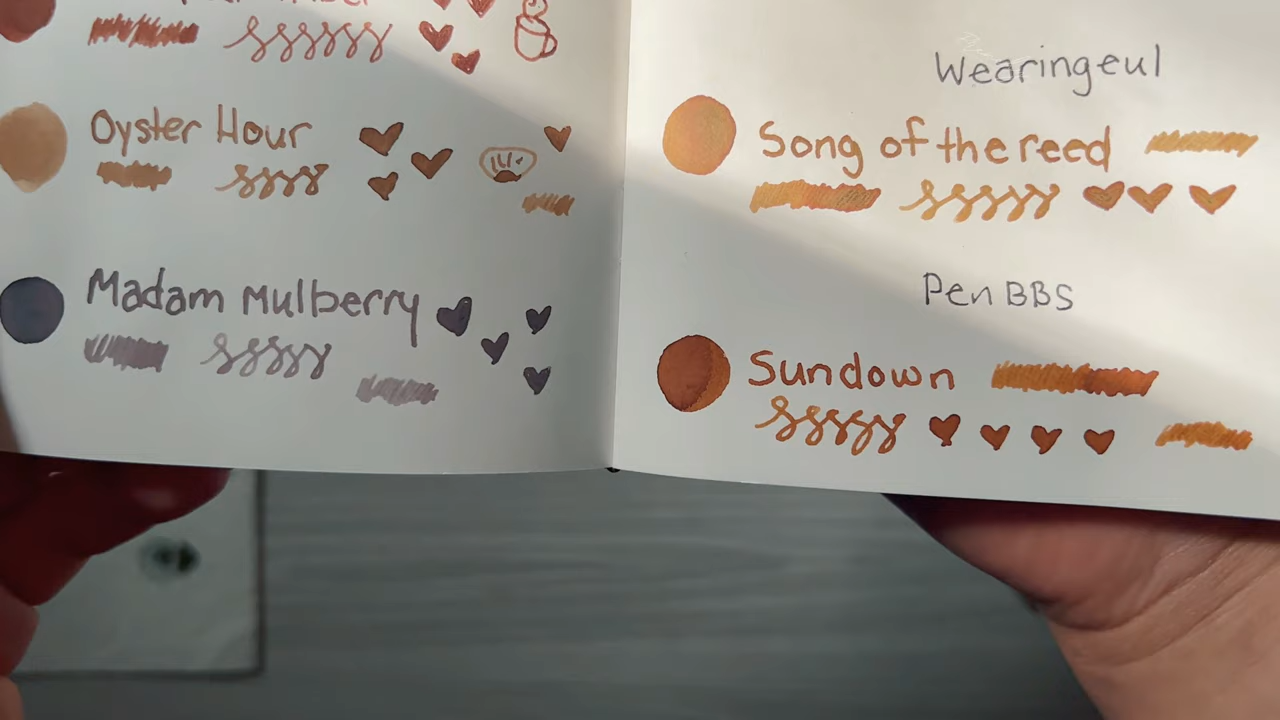 Oyster Hour
Madam Mulberry
Wearingeul
Song of the reed
Pen BBS
Sundown